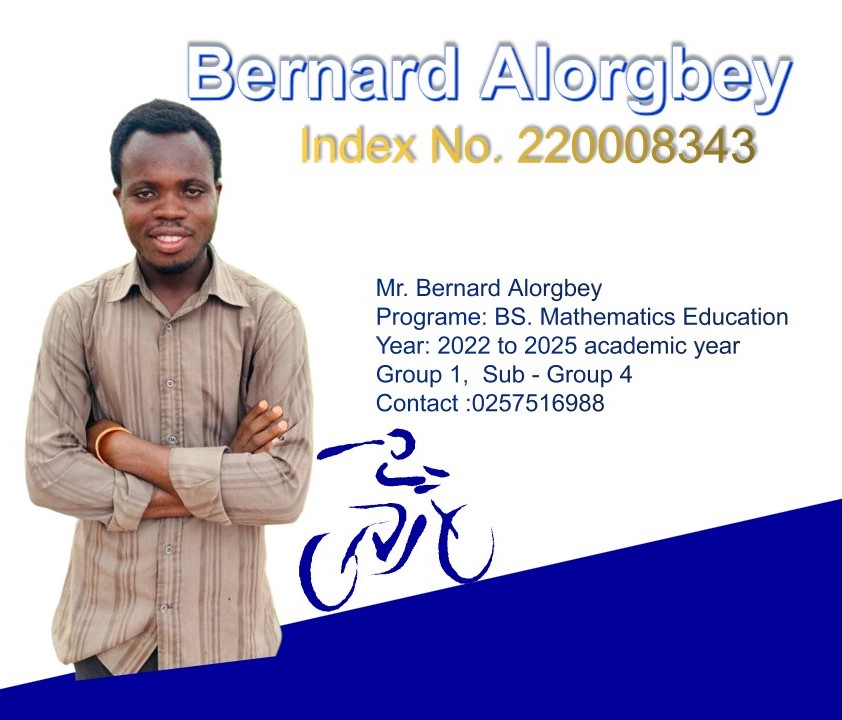 Bernard Alorgbey
Index No. 220008343
Mr. Bernard Alorgbey
Programe: BS. Mathematics Education
Year: 2022 to 2025 academic year
Group 1,  Sub - Group 4
Contact :0257516988